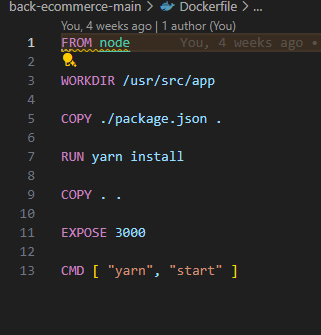 back-ecommerce-main > Dockerfile > ...
You, 4 weeks ago | 1 author (You)
1 FROM node You, 4 weeks ago •
2
3 WORKDIR /usr/src/app
4
5 COPY ./package.json .
6
7 RUN yarn install
8
9 COPY . .
10
11 EXPOSE 3000
12
13 CMD [ "yarn", "start" ]